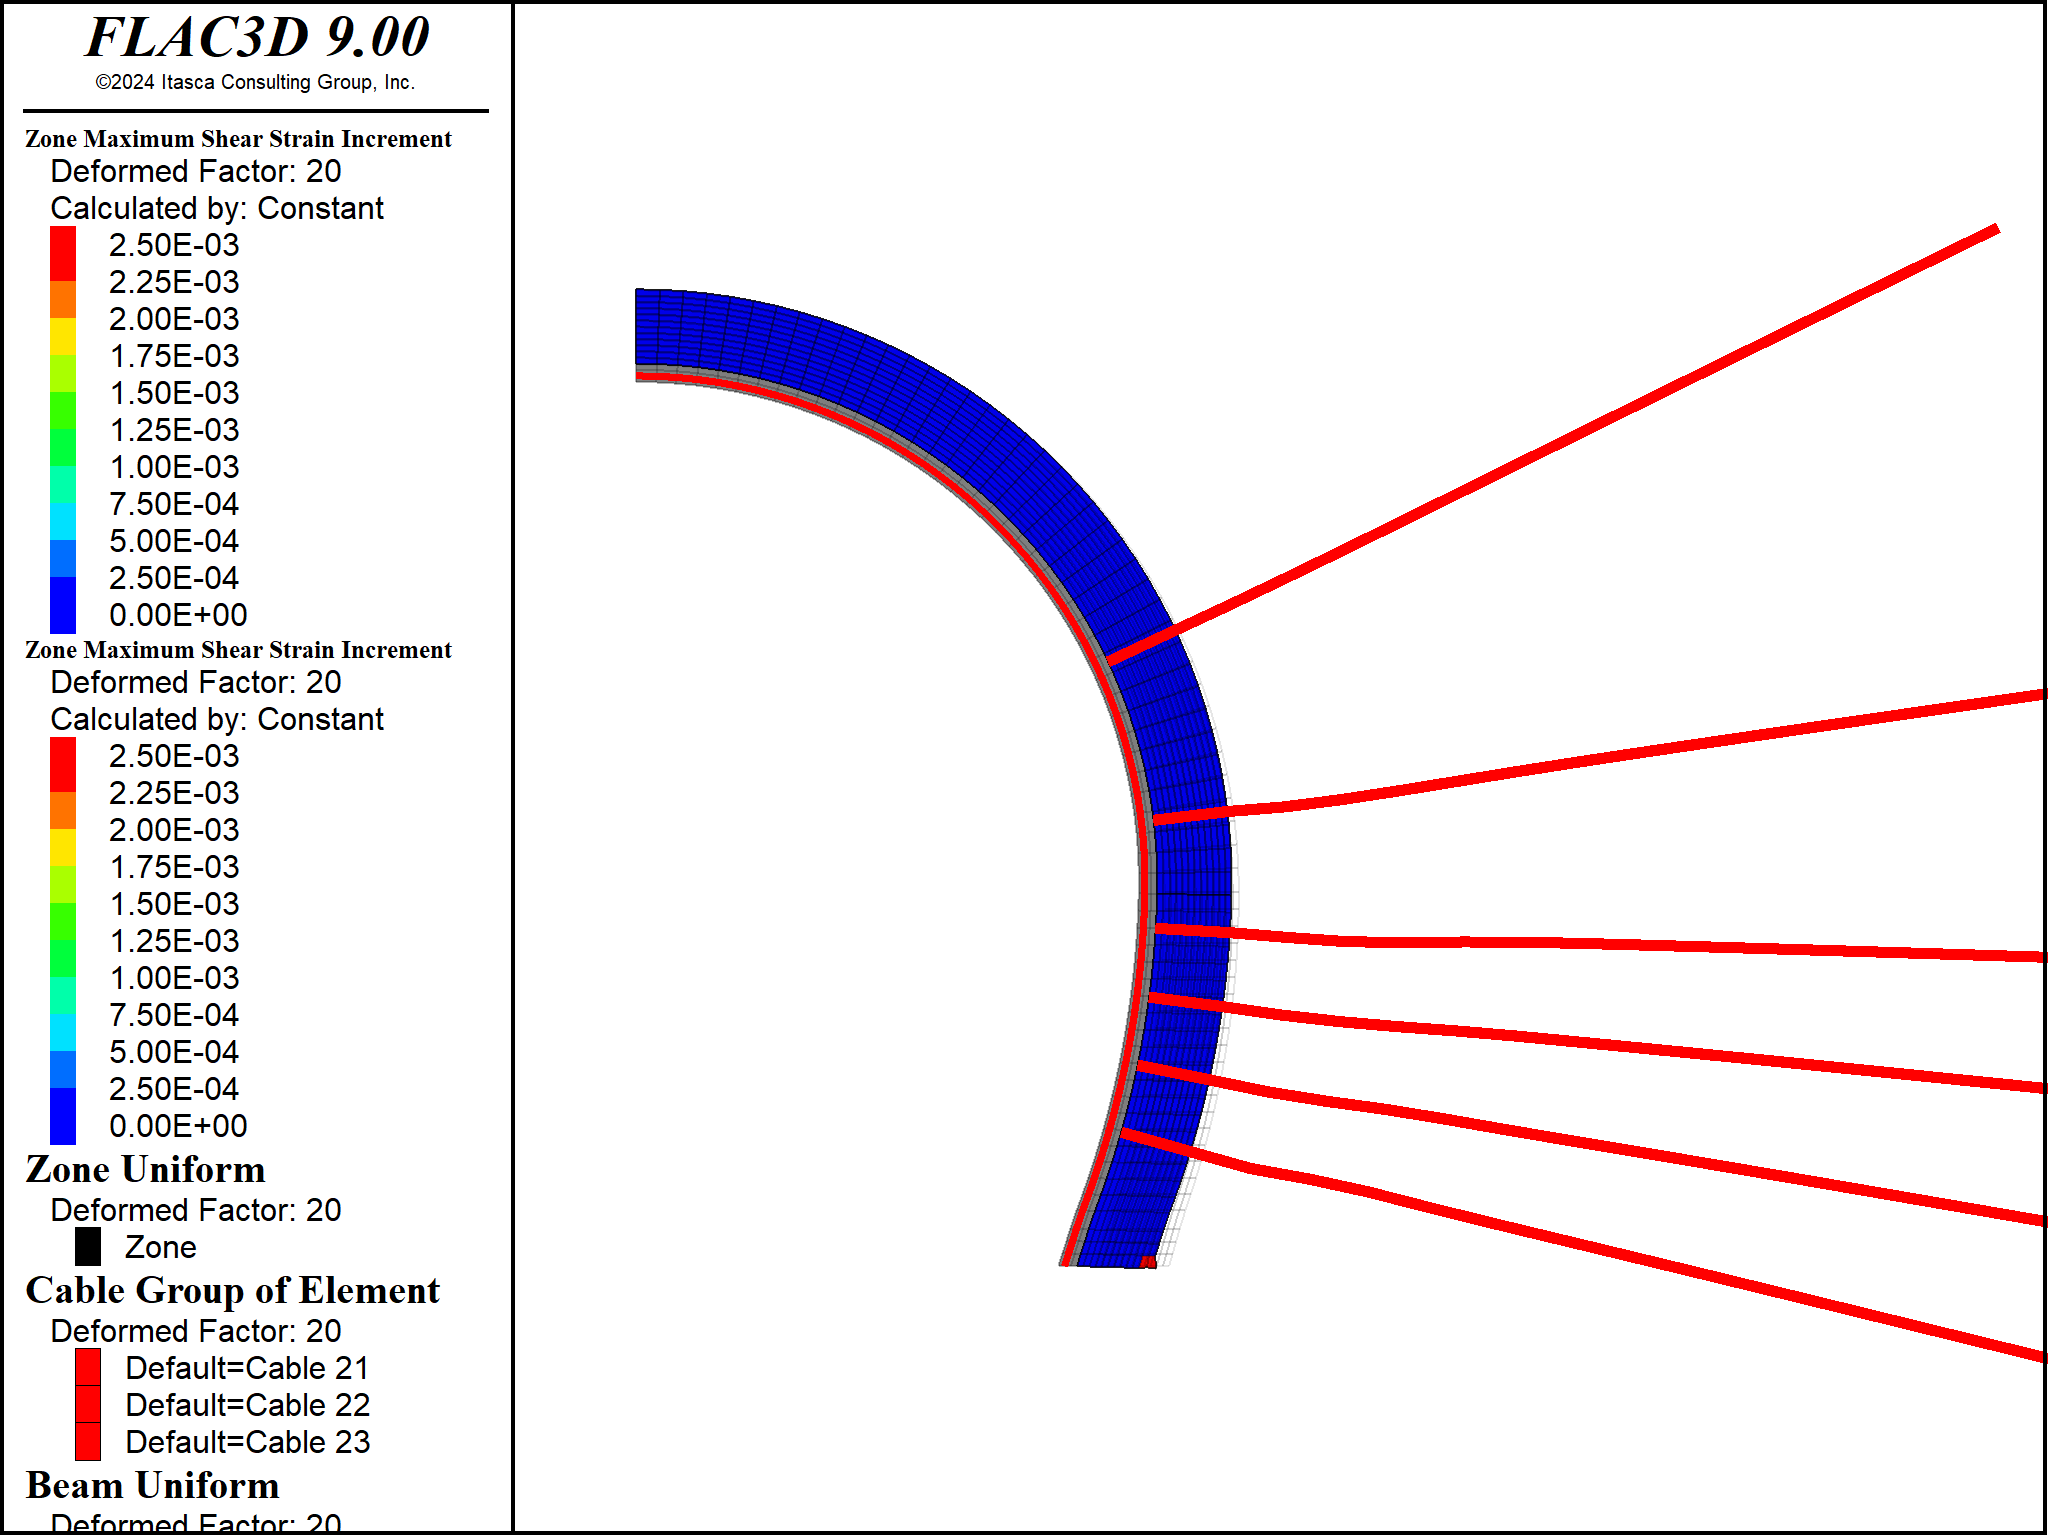 FLAC3D 9.00
©2024 Itasca Consulting Group, Inc.
Zone Maximum Shear Strain Increment
Deformed Factor: 20
Calculated by: Constant
2.50E-03
2.25E-03
2.00E-03
1.75E-03
1.50E-03
1.25E-03
1.00E-03
7.50E-04
5.00E-04
2.50E-04
0.00E+00
Zone Maximum Shear Strain Increment
Deformed Factor: 20
Calculated by: Constant
2.50E-03
2.25E-03
2.00E-03
1.75E-03
1.50E-03
1.25E-03
1.00E-03
7.50E-04
5.00E-04
2.50E-04
0.00E+00
Zone Uniform
Deformed Factor: 20
Zone
Cable Group of Element
Deformed Factor: 20
Default=Cable 21
Default=Cable 22
Default=Cable 23
Beam Uniform
Deformed Factor: 20